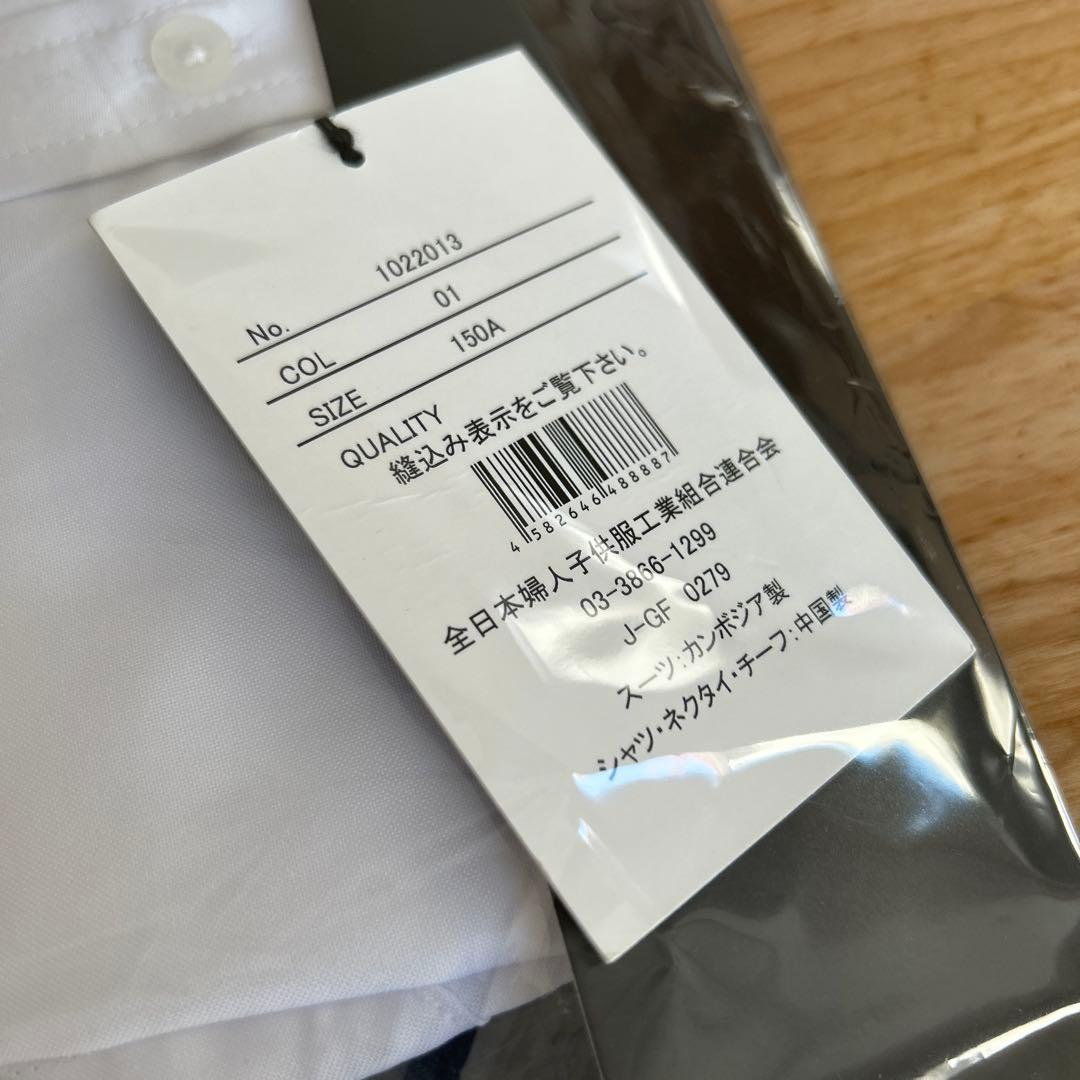 No. 1022013
COL 01
SIZE 150A
QUALITY
縫込み表示をご覧下さい。
4 582646 488887
全日本婦人子供服工業組合連合会
03-3866-1299
J-GF 0279
スーツ:カンボジア製
シャツ・ネクタイ・チーフ:中国製